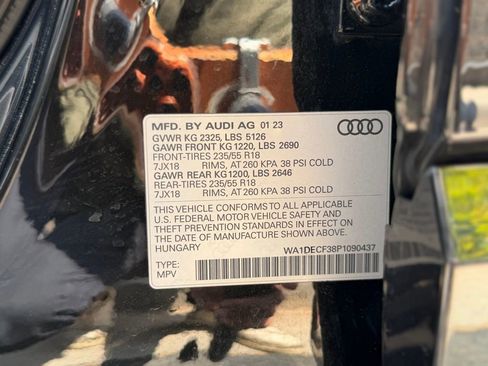 MFD. BY AUDI AG 01 23
GVWR KG 2325, LBS 5126
GAWR FRONT KG1220, LBS 2690
FRONT-TIRES 235/55 R18
7JX18 RIMS, AT 260 KPA 38 PSI COLD
GAWR REAR KG1200, LBS 2646
REAR-TIRES 235/55 R18
7JX18 RIMS, AT 260 KPA 38 PSI COLD
THIS VEHICLE CONFORMS TO ALL APPLICABLE
U.S. FEDERAL MOTOR VEHICLE SAFETY AND
THEFT PREVENTION STANDARDS IN EFFECT ON
THE DATE OF MANUFACTURE SHOWN ABOVE.
HUNGARY WA1DECF38P1090437
TYPE:
MPV